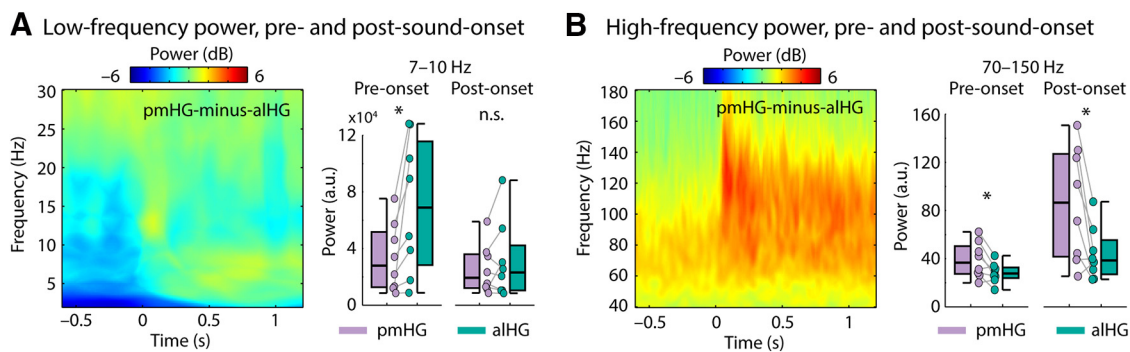 A Low-frequency power, pre- and post-sound-onset
Power (dB)
−6 6
pmHG-minus-alHG
Frequency (Hz)
30
25
20
15
10
5
−0.5 0 0.5 1
Time (s)
7–10 Hz
Pre-onset Post-onset
* n.s.
x10⁴
Power (a.u.)
12
8
4
0
pmHG alHG
B High-frequency power, pre- and post-sound-onset
Power (dB)
−6 6
pmHG-minus-alHG
Frequency (Hz)
180
160
140
120
100
80
60
40
−0.5 0 0.5 1
Time (s)
70–150 Hz
Pre-onset Post-onset
* *
Power (a.u.)
160
120
80
40
0
pmHG alHG